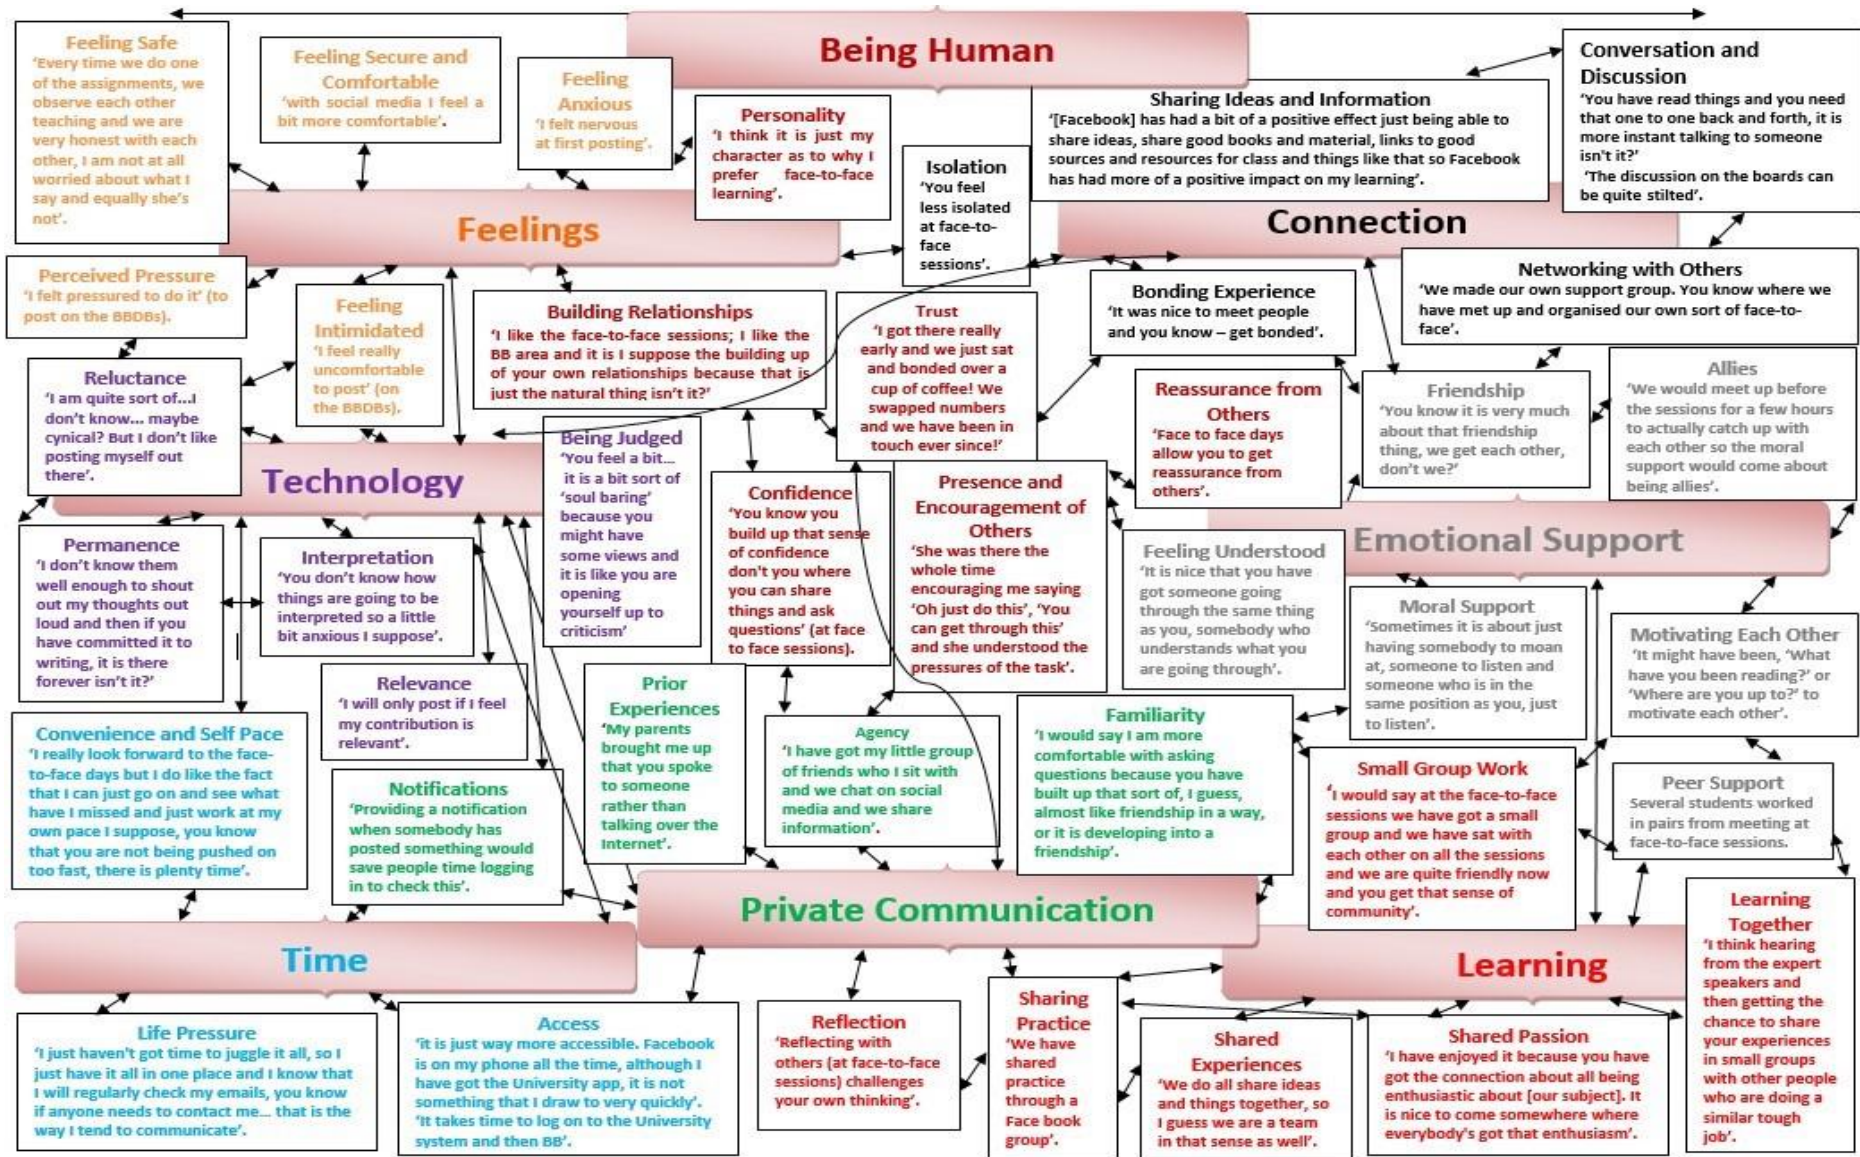 Being Human
Feeling Safe
‘Every time we do one
of the assignments, we
observe each other
teaching and we are
very honest with each
other, I am not at all
worried about what I
say and equally she’s
not’.
Feeling Secure and
Comfortable
‘with social media I feel a
bit more comfortable’.
Feeling
Anxious
‘I felt nervous
at first posting’.
Personality
‘I think it is just my
character as to why I
prefer face-to-face
learning’.
Isolation
‘You feel
less isolated
at face-to-
face
sessions’.
Sharing Ideas and Information
‘[Facebook] has had a bit of a positive effect just being able to
share ideas, share good books and material, links to good
sources and resources for class and things like that so Facebook
has had more of a positive impact on my learning’.
Conversation and
Discussion
‘You have read things and you need
that one to one back and forth, it is
more instant talking to someone
isn't it?’
‘The discussion on the boards can
be quite stilted’.
Feelings
Connection
Perceived Pressure
‘I felt pressured to do it’ (to
post on the BBDBs).
Feeling
Intimidated
‘I feel really
uncomfortable
to post’ (on
the BBDBs).
Building Relationships
‘I like the face-to-face sessions; I like the
BB area and it is I suppose the building up
of your own relationships because that is
just the natural thing isn’t it?’
Trust
‘I got there really
early and we just sat
and bonded over a
cup of coffee! We
swapped numbers
and we have been in
touch ever since!’
Bonding Experience
‘It was nice to meet people
and you know – get bonded’.
Networking with Others
‘We made our own support group. You know where we
have met up and organised our own sort of face-to-
face’.
Reluctance
‘I am quite sort of...I
don’t know... maybe
cynical? But I don’t like
posting myself out
there’.
Reassurance from
Others
‘Face to face days
allow you to get
reassurance from
others’.
Friendship
‘You know it is very much
about that friendship
thing, we get each other,
don’t we?’
Allies
‘We would meet up before
the sessions for a few hours
to actually catch up with
each other so the moral
support would come about
being allies’.
Technology
Being Judged
‘You feel a bit...
it is a bit sort of
‘soul baring’
because you
might have
some views and
it is like you are
opening
yourself up to
criticism’
Confidence
‘You know you
build up that sense
of confidence
don't you where
you can share
things and ask
questions’ (at face
to face sessions).
Presence and
Encouragement of
Others
‘She was there the
whole time
encouraging me saying
‘Oh just do this’, ‘You
can get through this’
and she understood the
pressures of the task’.
Emotional Support
Permanence
‘I don’t know them
well enough to shout
out my thoughts out
loud and then if you
have committed it to
writing, it is there
forever isn’t it?’
Interpretation
‘You don’t know how
things are going to be
interpreted so a little
bit anxious I suppose’.
Feeling Understood
‘It is nice that you have
got someone going
through the same thing
as you, somebody who
understands what you
are going through’.
Moral Support
‘Sometimes it is about just
having somebody to moan
at, someone to listen and
someone who is in the
same position as you, just
to listen’.
Motivating Each Other
‘It might have been, ‘What
have you been reading?’ or
‘Where are you up to?’ to
motivate each other’.
Relevance
‘I will only post if I feel
my contribution is
relevant’.
Prior
Experiences
‘My parents
brought me up
that you spoke
to someone
rather than
talking over the
Internet’.
Convenience and Self Pace
‘I really look forward to the face-
to-face days but I do like the fact
that I can just go on and see what
have I missed and just work at my
own pace I suppose, you know
that you are not being pushed on
too fast, there is plenty time’.
Notifications
‘Providing a notification
when somebody has
posted something would
save people time logging
in to check this’.
Agency
‘I have got my little group
of friends who I sit with
and we chat on social
media and we share
information’.
Familiarity
‘I would say I am more
comfortable with asking
questions because you have
built up that sort of, I guess,
almost like friendship in a way,
or it is developing into a
friendship’.
Small Group Work
‘I would say at the face-to-face
sessions we have got a small
group and we have sat with
each other on all the sessions
and we are quite friendly now
and you get that sense of
community’.
Peer Support
Several students worked
in pairs from meeting at
face-to-face sessions.
Private Communication
Time
Learning
Learning
Together
‘I think hearing
from the expert
speakers and
then getting the
chance to share
your experiences
in small groups
with other people
who are doing a
similar tough
job’.
Life Pressure
‘I just haven't got time to juggle it all, so I
just have it all in one place and I know that
I will regularly check my emails, you know
if anyone needs to contact me... that is the
way I tend to communicate’.
Access
‘it is just way more accessible. Facebook
is on my phone all the time, although I
have got the University app, it is not
something that I draw to very quickly’.
‘It takes time to log on to the University
system and then BB’.
Reflection
‘Reflecting with
others (at face-to-face
sessions) challenges
your own thinking’.
Sharing
Practice
‘We have
shared
practice
through a
Face book
group’.
Shared
Experiences
‘We do all share ideas
and things together, so
I guess we are a team
in that sense as well’.
Shared Passion
‘I have enjoyed it because you have
got the connection about all being
enthusiastic about [our subject]. It
is nice to come somewhere where
everybody's got that enthusiasm’.